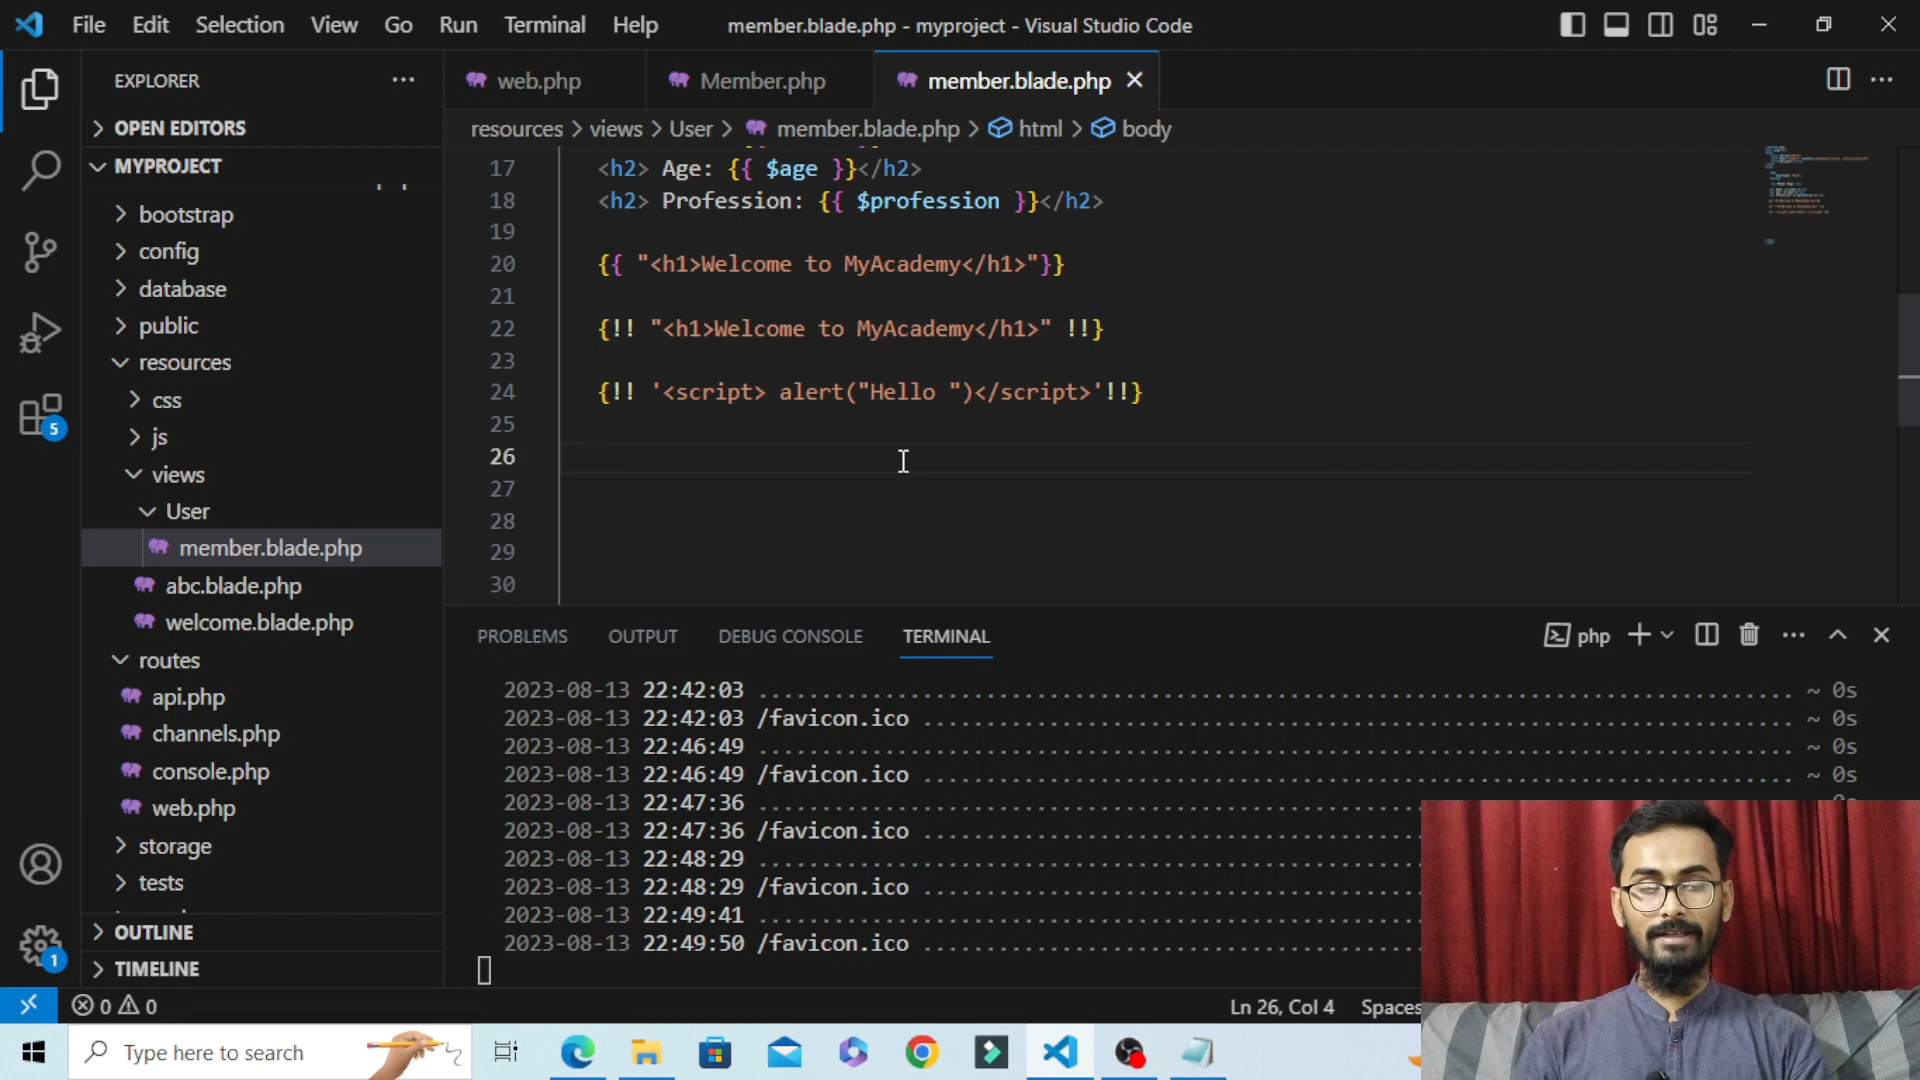 File Edit Selection View Go Run Terminal Help
member.blade.php - myproject - Visual Studio Code
EXPLORER
OPEN EDITORS
MYPROJECT
bootstrap
config
database
public
resources
css
js
views
User
member.blade.php
abc.blade.php
welcome.blade.php
routes
api.php
channels.php
console.php
web.php
storage
tests
OUTLINE
TIMELINE
5
1
web.php Member.php member.blade.php
resources > views > User > member.blade.php > html > body
17 <h2> Age: {{ $age }}</h2>
18 <h2> Profession: {{ $profession }}</h2>
19
20 {{ "<h1>Welcome to MyAcademy</h1>"}}
21
22 {!! "<h1>Welcome to MyAcademy</h1>" !!}
23
24 {!! '<script> alert("Hello ")</script>'!!}
25
26
27
28
29
30
PROBLEMS OUTPUT DEBUG CONSOLE TERMINAL
php
2023-08-13 22:42:03 ~ 0s
2023-08-13 22:42:03 /favicon.ico ~ 0s
2023-08-13 22:46:49 ~ 0s
2023-08-13 22:46:49 /favicon.ico ~ 0s
2023-08-13 22:47:36
2023-08-13 22:47:36 /favicon.ico
2023-08-13 22:48:29
2023-08-13 22:48:29 /favicon.ico
2023-08-13 22:49:41
2023-08-13 22:49:50 /favicon.ico
0 0
Ln 26, Col 4 Spaces
Type here to search